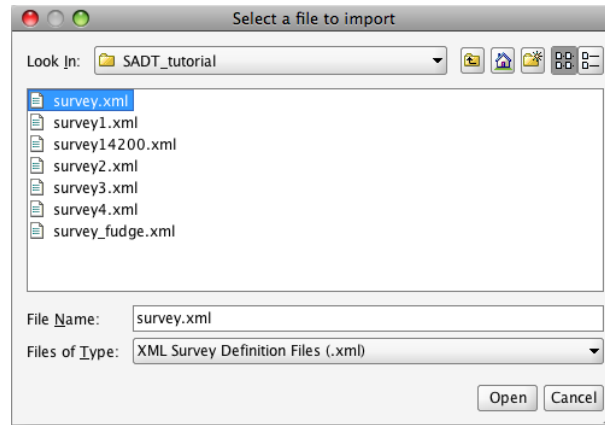 Select a file to import
Look In: SADT_tutorial
survey.xml
survey1.xml
survey14200.xml
survey2.xml
survey3.xml
survey4.xml
survey_fudge.xml
File Name: survey.xml
Files of Type: XML Survey Definition Files (.xml)
Open Cancel